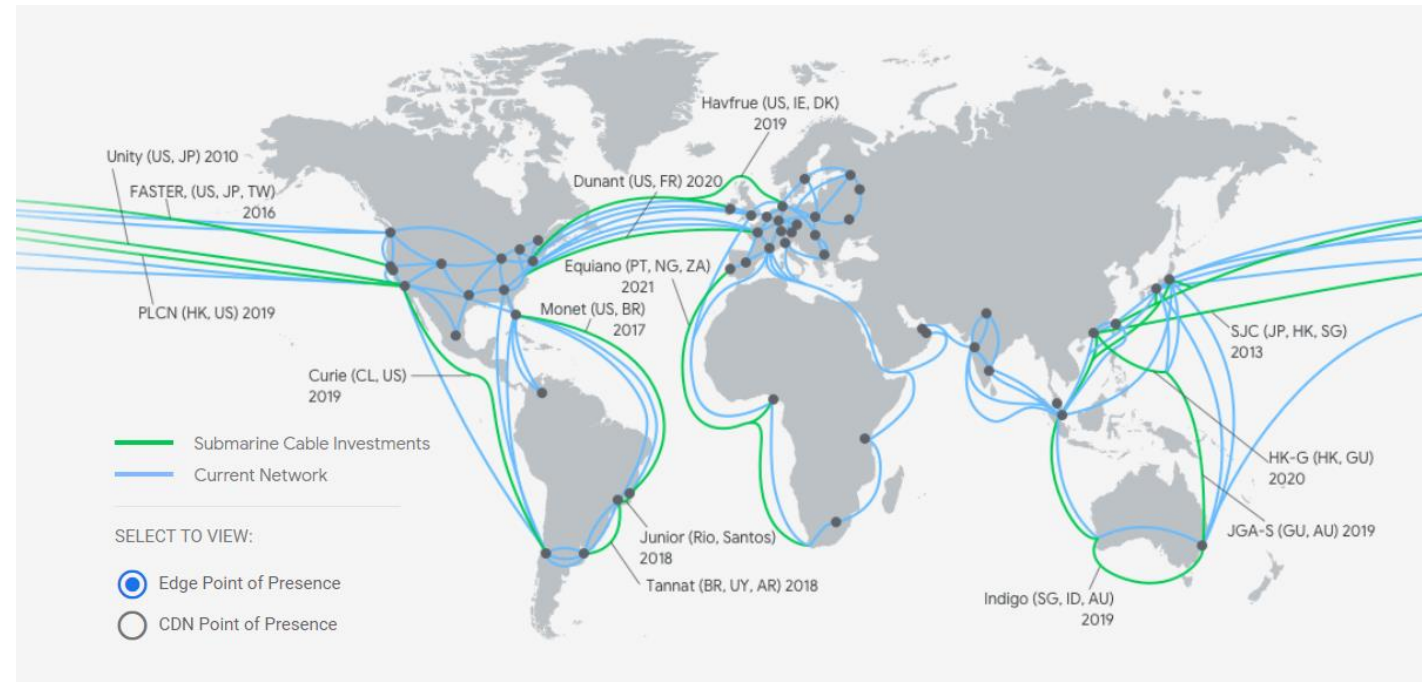 Havfrue (US, IE, DK)
2019
Unity (US, JP) 2010
FASTER, (US, JP, TW)
2016
Dunant (US, FR) 2020
Equiano (PT, NG, ZA)
2021
PLCN (HK, US) 2019
Monet (US, BR)
2017
SJC (JP, HK, SG)
2013
Curie (CL, US)
2019
Submarine Cable Investments
Current Network
HK-G (HK, GU)
2020
SELECT TO VIEW:
Junior (Rio, Santos)
2018
JGA-S (GU, AU) 2019
Edge Point of Presence
Tannat (BR, UY, AR) 2018
Indigo (SG, ID, AU)
2019
CDN Point of Presence